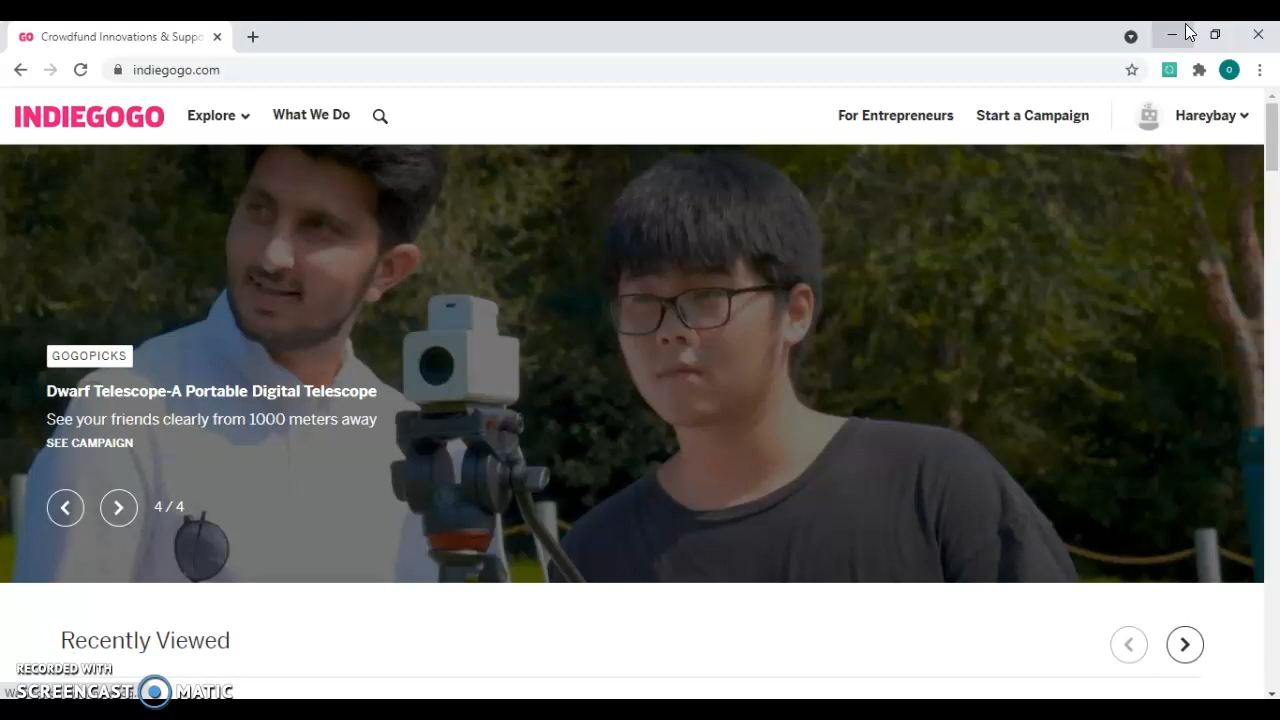 GO Crowdfund Innovations & Suppo
indiegogo.com
O
INDIEGOGO Explore What We Do For Entrepreneurs Start a Campaign Hareybay
GOGOPICKS
Dwarf Telescope-A Portable Digital Telescope
See your friends clearly from 1000 meters away
SEE CAMPAIGN
4 / 4
Recently Viewed
RECORDED WITH
SCREENCAST MATIC